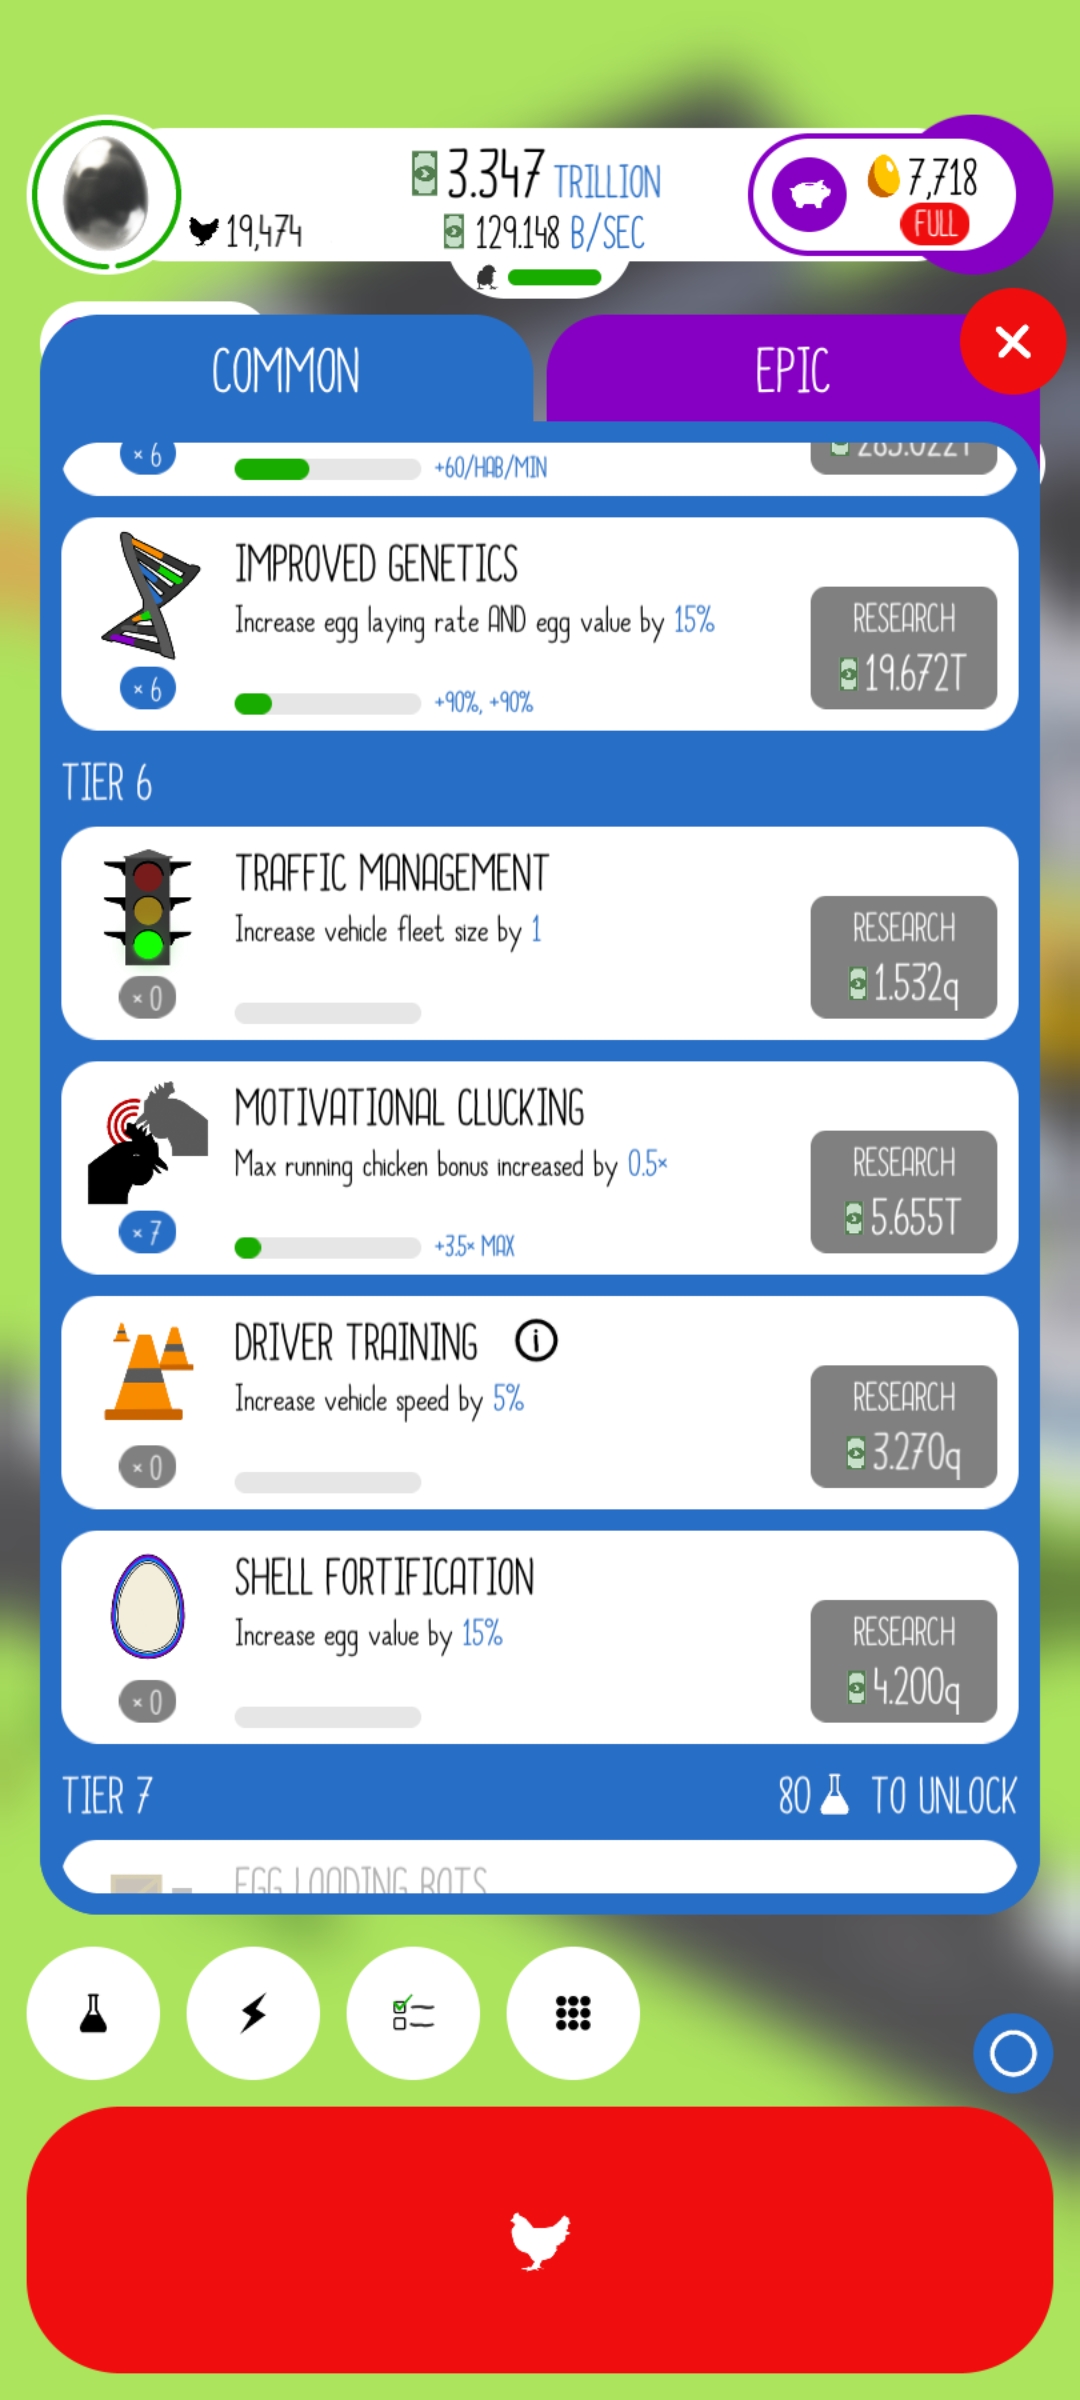 3.347 TRILLION
7,718
19,474
129.148 B/SEC
FULL
COMMON
EPIC
× 6
+60/HAB/MIN
IMPROVED GENETICS
Increase egg laying rate AND egg value by 15%
RESEARCH
19.672T
× 6
+90%, +90%
TIER 6
TRAFFIC MANAGEMENT
Increase vehicle fleet size by 1
RESEARCH
1.532q
× 0
MOTIVATIONAL CLUCKING
Max running chicken bonus increased by 0.5×
RESEARCH
5.655T
× 7
+3.5× MAX
DRIVER TRAINING
Increase vehicle speed by 5%
RESEARCH
3.270q
× 0
SHELL FORTIFICATION
Increase egg value by 15%
RESEARCH
4.200q
× 0
TIER 7
80 TO UNLOCK
EGG LOADING BOTS